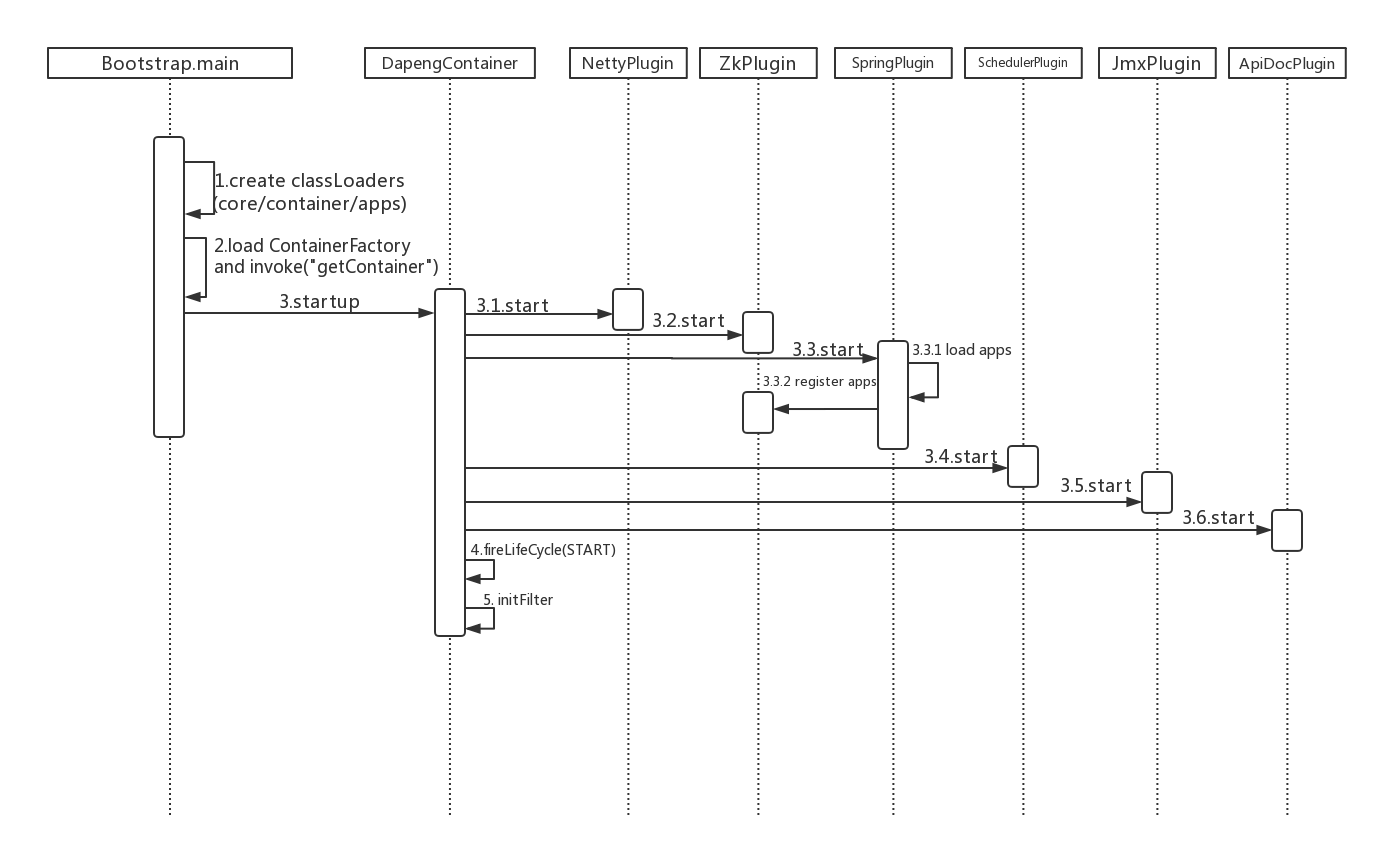 Bootstrap.main
DapengContainer
NettyPlugin
ZkPlugin
SpringPlugin
SchedulerPlugin
JmxPlugin
ApiDocPlugin
1.create classLoaders
(core/container/apps)
2.load ContainerFactory
and invoke("getContainer")
3.startup
3.1.start
3.2.start
3.3.start
3.3.1 load apps
3.3.2 register apps
3.4.start
3.5.start
3.6.start
4.fireLifeCycle(START)
5. initFilter